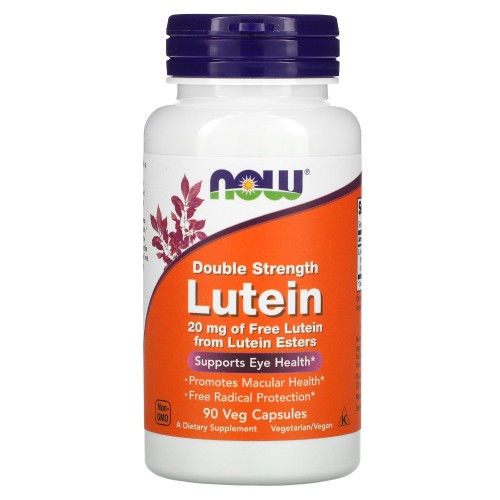 NOW®
Double Strength
Lutein
20 mg of Free Lutein
from Lutein Esters
Supports Eye Health*
• Promotes Macular Health*
• Free Radical Protection*
Non-
GMO
90 Veg Capsules
A Dietary Supplement Vegetarian/Vegan
K